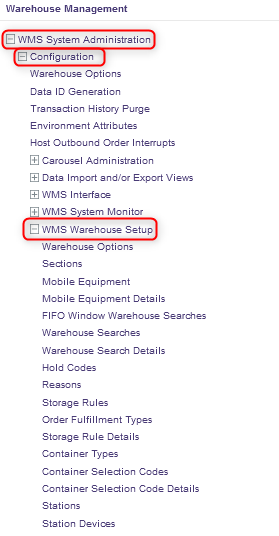 Warehouse Management
WMS System Administration
Configuration
Warehouse Options
Data ID Generation
Transaction History Purge
Environment Attributes
Host Outbound Order Interrupts
Carousel Administration
Data Import and/or Export Views
WMS Interface
WMS System Monitor
WMS Warehouse Setup
Warehouse Options
Sections
Mobile Equipment
Mobile Equipment Details
FIFO Window Warehouse Searches
Warehouse Searches
Warehouse Search Details
Hold Codes
Reasons
Storage Rules
Order Fulfillment Types
Storage Rule Details
Container Types
Container Selection Codes
Container Selection Code Details
Stations
Station Devices